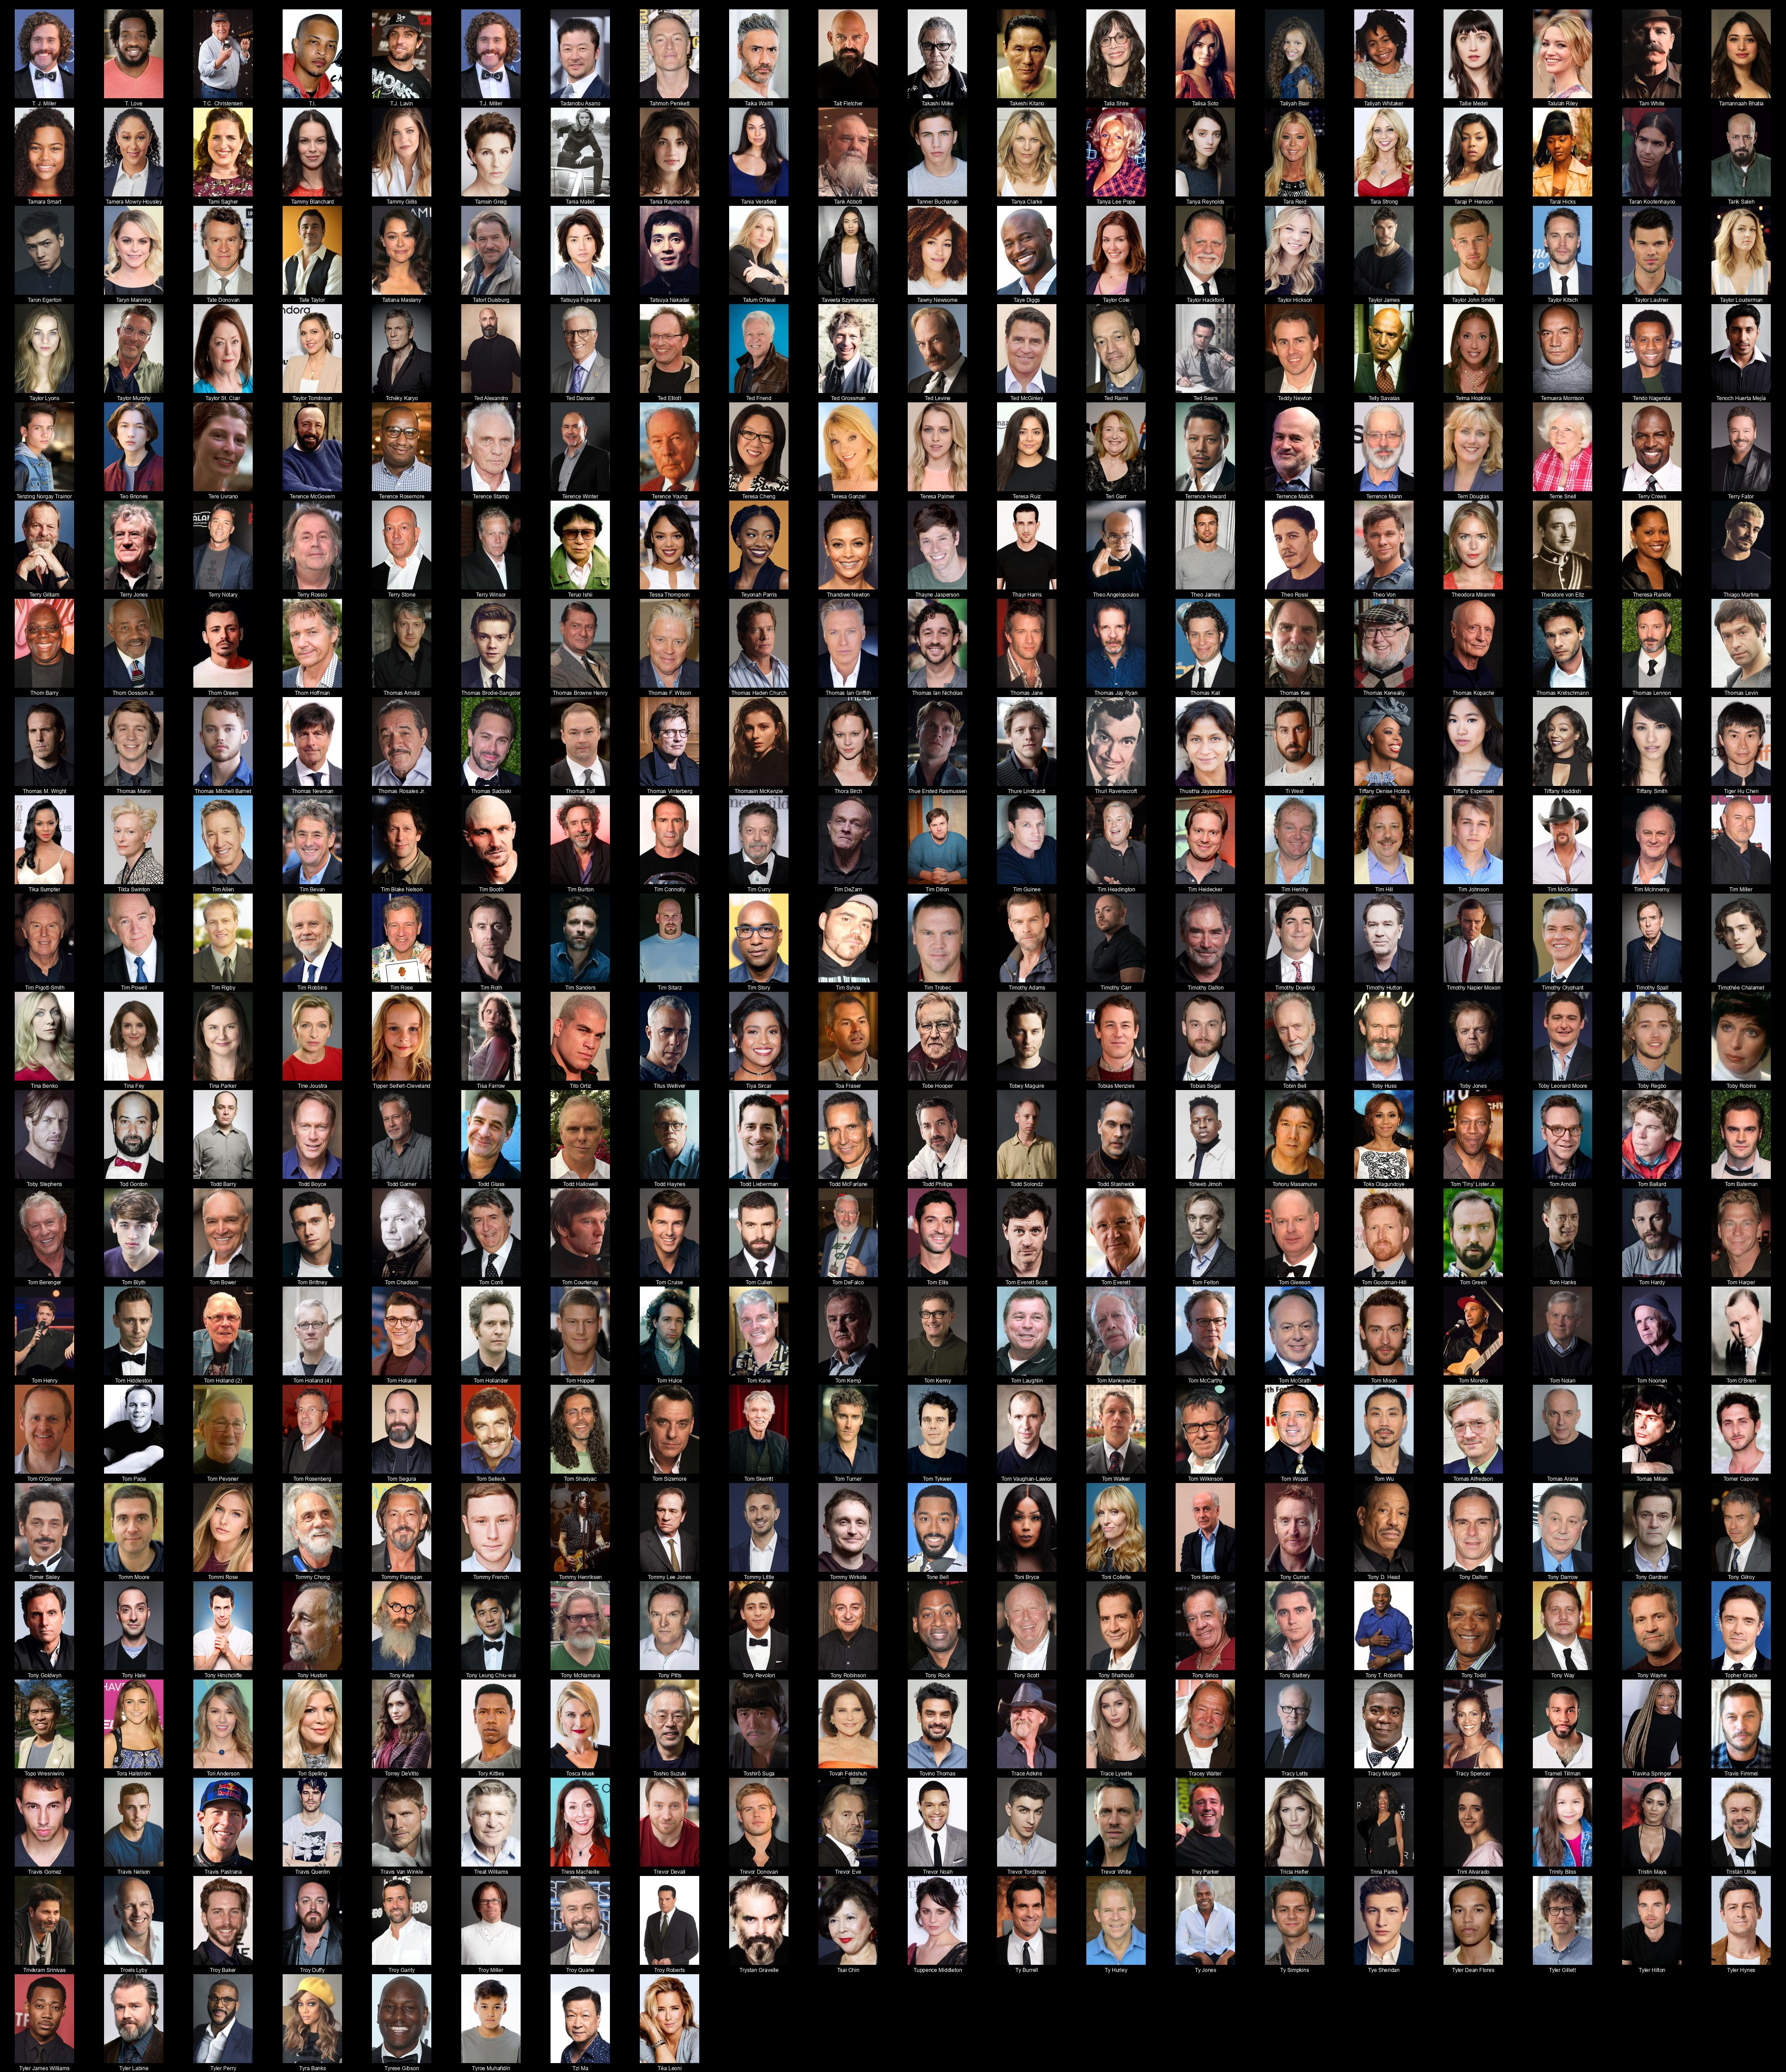 T. J. Miller T. Love T.C. Christensen T.I. T.J. Lavin T.J. Miller Tadanobu Asano Tahmoh Penikett Taika Waititi Tait Fletcher Takashi Miike Takeshi Kitano Talia Shire Talisa Soto Taliyah Blair Taliyah Whitaker Tallie Medel Talulah Riley Tam White Tamannaah Bhatia
Tamara Smart Tamera Mowry-Housley Tami Sagher Tammy Blanchard Tammy Gillis Tamsin Greig Tania Mallet Tania Raymonde Tania Verafield Tank Abbott Tanner Buchanan Tanya Clarke Tanya Lee Pope Tanya Reynolds Tara Reid Tara Strong Taraji P. Henson Taral Hicks Taran Kootenhayoo Tarik Saleh
Taron Egerton Taryn Manning Tate Donovan Tate Taylor Tatiana Maslany Tatort Duisburg Tatsuya Fujiwara Tatsuya Nakadai Tatum O'Neal Taveeta Szymanowicz Tawny Newsome Taye Diggs Taylor Cole Taylor Hackford Taylor Hickson Taylor James Taylor John Smith Taylor Kitsch Taylor Lautner Taylor Louderman
Taylor Lyons Taylor Murphy Taylor St. Clair Taylor Tomlinson Tchéky Karyo Ted Alexandro Ted Danson Ted Elliott Ted Friend Ted Grossman Ted Levine Ted McGinley Ted Raimi Ted Sears Teddy Newton Telly Savalas Telma Hopkins Temuera Morrison Tendo Nagenda Tenoch Huerta Mejía
Tenzing Norgay Trainor Teo Briones Tere Livrano Terence McGovern Terence Rosemore Terence Stamp Terence Winter Terence Young Teresa Cheng Teresa Ganzel Teresa Palmer Teresa Ruiz Teri Garr Terrence Howard Terrence Malick Terrence Mann Terri Douglas Terrie Snell Terry Crews Terry Fator
Terry Gilliam Terry Jones Terry Notary Terry Rossio Terry Stone Terry Winsor Teruo Ishii Tessa Thompson Teyonah Parris Thandiwe Newton Thayne Jasperson Thayr Harris Theo Angelopoulos Theo James Theo Rossi Theo Von Theodora Miranne Theodore von Eltz Theresa Randle Thiago Martins
Thom Barry Thom Gossom Jr. Thom Green Thom Hoffman Thomas Arnold Thomas Brodie-Sangster Thomas Browne Henry Thomas F. Wilson Thomas Haden Church Thomas Ian Griffith Thomas Ian Nicholas Thomas Jane Thomas Jay Ryan Thomas Kail Thomas Kee Thomas Keneally Thomas Kopache Thomas Kretschmann Thomas Lennon Thomas Levin
Thomas M. Wright Thomas Mann Thomas Mitchell Barnet Thomas Newman Thomas Rosales Jr. Thomas Sadoski Thomas Tull Thomas Vinterberg Thomasin McKenzie Thora Birch Thue Ersted Rasmussen Thure Lindhardt Thurl Ravenscroft Thusitha Jayasundera Ti West Tiffany Denise Hobbs Tiffany Espensen Tiffany Haddish Tiffany Smith Tiger Hu Chen
Tika Sumpter Tilda Swinton Tim Allen Tim Bevan Tim Blake Nelson Tim Booth Tim Burton Tim Connolly Tim Curry Tim DeZarn Tim Dillon Tim Guinee Tim Headington Tim Heidecker Tim Herlihy Tim Hill Tim Johnson Tim McGraw Tim McInnerny Tim Miller
Tim Pigott-Smith Tim Powell Tim Rigby Tim Robbins Tim Rose Tim Roth Tim Sanders Tim Sitarz Tim Story Tim Sylvia Tim Trobec Timothy Adams Timothy Carr Timothy Dalton Timothy Dowling Timothy Hutton Timothy Napier Moxon Timothy Olyphant Timothy Spall Timothée Chalamet
Tina Benko Tina Fey Tina Parker Tine Joustra Tipper Seifert-Cleveland Tisa Farrow Tito Ortiz Titus Welliver Tiya Sircar Toa Fraser Tobe Hooper Tobey Maguire Tobias Menzies Tobias Segal Tobin Bell Toby Huss Toby Jones Toby Leonard Moore Toby Regbo Toby Robins
Toby Stephens Tod Gordon Todd Barry Todd Boyce Todd Garner Todd Glass Todd Hallowell Todd Haynes Todd Lieberman Todd McFarlane Todd Phillips Todd Solondz Todd Stashwick Toheeb Jimoh Tohoru Masamune Toks Olagundoye Tom 'Tiny' Lister Jr. Tom Arnold Tom Ballard Tom Bateman
Tom Berenger Tom Blyth Tom Bower Tom Brittney Tom Chadbon Tom Conti Tom Courtenay Tom Cruise Tom Cullen Tom DeFalco Tom Ellis Tom Everett Scott Tom Everett Tom Felton Tom Gleeson Tom Goodman-Hill Tom Green Tom Hanks Tom Hardy Tom Harper
Tom Henry Tom Hiddleston Tom Holland (2) Tom Holland (4) Tom Holland Tom Hollander Tom Hopper Tom Hulce Tom Kane Tom Kemp Tom Kenny Tom Laughlin Tom Mankiewicz Tom McCarthy Tom McGrath Tom Mison Tom Morello Tom Nolan Tom Noonan Tom O'Brien
Tom O'Connor Tom Papa Tom Pevsner Tom Rosenberg Tom Segura Tom Selleck Tom Shadyac Tom Sizemore Tom Skerritt Tom Turner Tom Tykwer Tom Vaughan-Lawlor Tom Walker Tom Wilkinson Tom Wopat Tom Wu Tomas Alfredson Tomas Arana Tomas Milian Tomer Capone
Tomer Sisley Tomm Moore Tommi Rose Tommy Chong Tommy Flanagan Tommy French Tommy Henriksen Tommy Lee Jones Tommy Little Tommy Wirkola Tone Bell Toni Bryce Toni Collette Toni Servillo Tony Curran Tony D. Head Tony Dalton Tony Darrow Tony Gardner Tony Gilroy
Tony Goldwyn Tony Hale Tony Hinchcliffe Tony Huston Tony Kaye Tony Leung Chiu-wai Tony McNamara Tony Pitts Tony Revolori Tony Robinson Tony Rock Tony Scott Tony Shalhoub Tony Sirico Tony Slattery Tony T. Roberts Tony Todd Tony Way Tony Wayne Topher Grace
Topo Wresniwiro Tora Hallström Tori Anderson Tori Spelling Torrey DeVitto Tory Kittles Tosca Musk Toshio Suzuki Toshirô Suga Tovah Feldshuh Tovino Thomas Trace Adkins Trace Lysette Tracey Walter Tracy Letts Tracy Morgan Tracy Spencer Tramell Tillman Travina Springer Travis Fimmel
Travis Gomez Travis Nelson Travis Pastrana Travis Quentin Travis Van Winkle Treat Williams Tress MacNeille Trevor Devall Trevor Donovan Trevor Eve Trevor Noah Trevor Tordjman Trevor White Trey Parker Tricia Helfer Trina Parks Trini Alvarado Trinity Bliss Tristin Mays Tristán Ulloa
Trivikram Srinivas Troels Lyby Troy Baker Troy Duffy Troy Garity Troy Miller Troy Quane Troy Roberts Trystan Gravelle Tsai Chin Tuppence Middleton Ty Burrell Ty Hurley Ty Jones Ty Simpkins Tye Sheridan Tyler Dean Flores Tyler Gillett Tyler Hilton Tyler Hynes
Tyler James Williams Tyler Labine Tyler Perry Tyra Banks Tyrese Gibson Tyroe Muhafidin Tzi Ma Téa Leoni